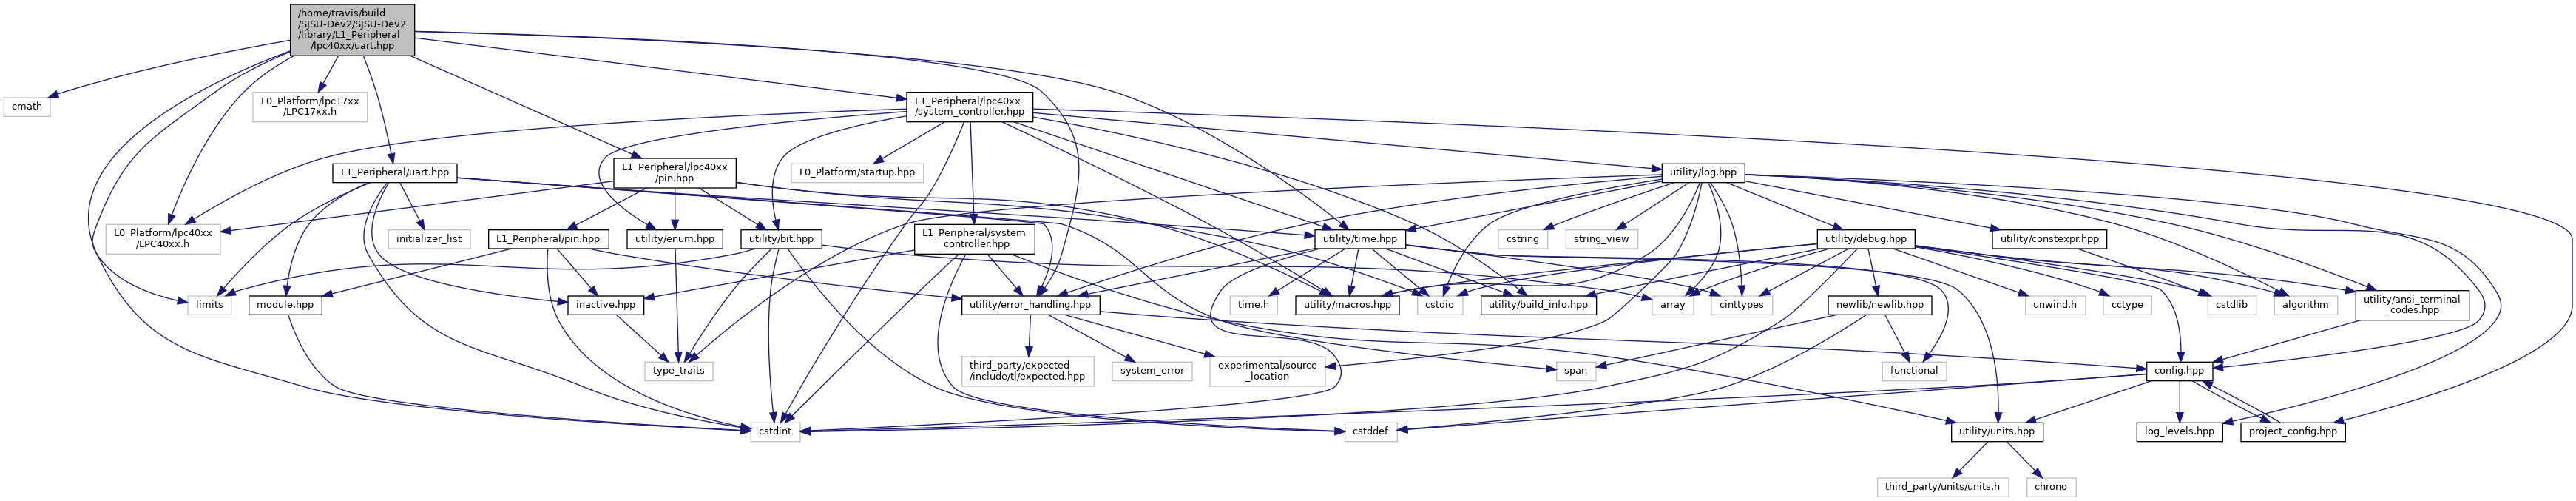 /home/travis/build
/SJSU-Dev2/SJSU-Dev2
/library/L1_Peripheral
/lpc40xx/uart.hpp
cmath
L0_Platform/lpc17xx
/LPC17xx.h
L1_Peripheral/lpc40xx
/system_controller.hpp
L1_Peripheral/uart.hpp
L1_Peripheral/lpc40xx
/pin.hpp
L0_Platform/startup.hpp
utility/log.hpp
L0_Platform/lpc40xx
/LPC40xx.h
initializer_list
L1_Peripheral/pin.hpp
utility/enum.hpp
utility/bit.hpp
L1_Peripheral/system
_controller.hpp
utility/time.hpp
cstring
string_view
utility/debug.hpp
utility/constexpr.hpp
limits
module.hpp
inactive.hpp
utility/error_handling.hpp
time.h
utility/macros.hpp
cstdio
utility/build_info.hpp
array
cinttypes
newlib/newlib.hpp
unwind.h
cctype
cstdlib
algorithm
utility/ansi_terminal
_codes.hpp
type_traits
third_party/expected
/include/tl/expected.hpp
system_error
experimental/source
_location
span
functional
config.hpp
cstdint
cstddef
utility/units.hpp
log_levels.hpp
project_config.hpp
third_party/units/units.h
chrono